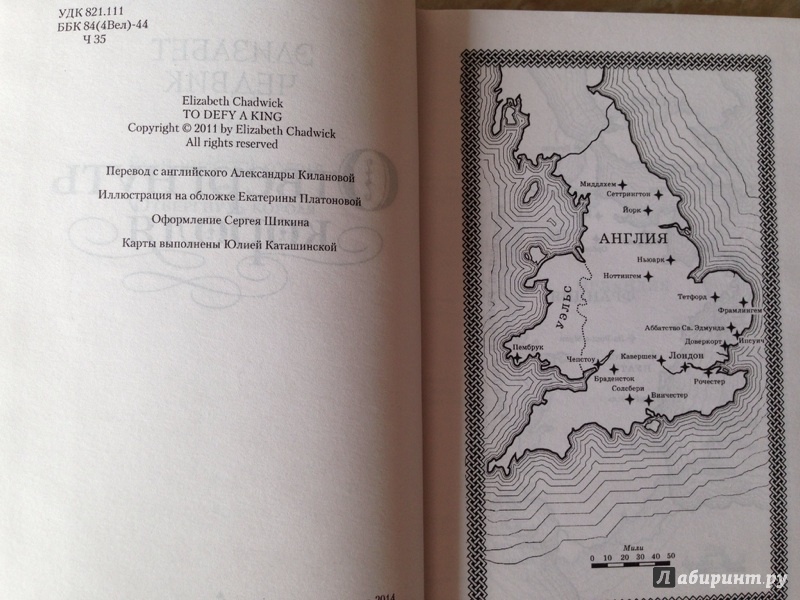 УДК 821.111
ББК 84(4Вел)-44
Ч 35
Elizabeth Chadwick
TO DEFY A KING
Copyright © 2011 by Elizabeth Chadwick
All rights reserved
Перевод с английского Александры Килановой
Иллюстрация на обложке Екатерины Платоновой
Оформление Сергея Шикина
Карты выполнены Юлией Каташинской
2014
Миддлхем
Сеттрингтон
Йорк
АНГЛИЯ
Ньюарк
Ноттингем
Тетфорд
Фрамлингем
УЭЛЬС
Аббатство Св. Эдмунда
Ипсуич
Доверкорт
Пембрук
Чепстоу
Кавершем
ЛОНДОН
Браденсток
Рочестер
Солсбери
Винчестер
Мили
0 10 20 30 40 50
Лабиринт.ру